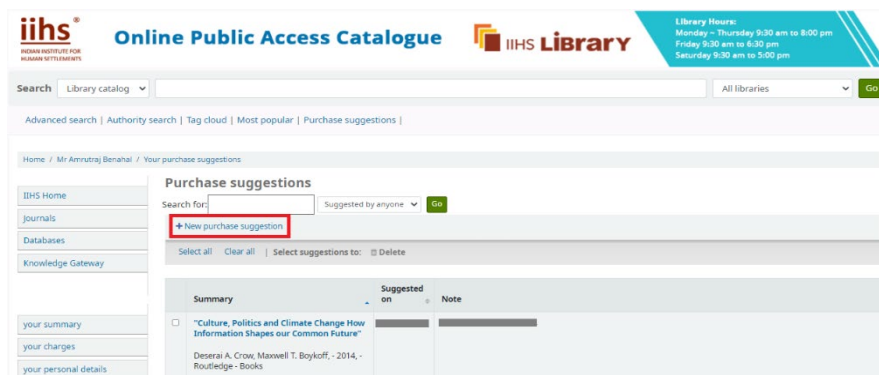 iihs®
INDIAN INSTITUTE FOR
HUMAN SETTLEMENTS
Online Public Access Catalogue
IIHS LiBrarY
Library Hours:
Monday ~ Thursday 9:30 am to 8:00 pm
Friday 9:30 am to 6:30 pm
Saturday 9:30 am to 5:00 pm
Search Library catalog All libraries Go
Advanced search | Authority search | Tag cloud | Most popular | Purchase suggestions |
Home / Mr Amrutraj Benahal / Your purchase suggestions
IIHS Home
Journals
Databases
Knowledge Gateway
your summary
your charges
your personal details
Purchase suggestions
Search for: Suggested by anyone Go
+ New purchase suggestion
Select all Clear all | Select suggestions to: Delete
Summary Suggested on Note
"Culture, Politics and Climate Change How
Information Shapes our Common Future"
Deserai A. Crow, Maxwell T. Boykoff, - 2014, -
Routledge - Books